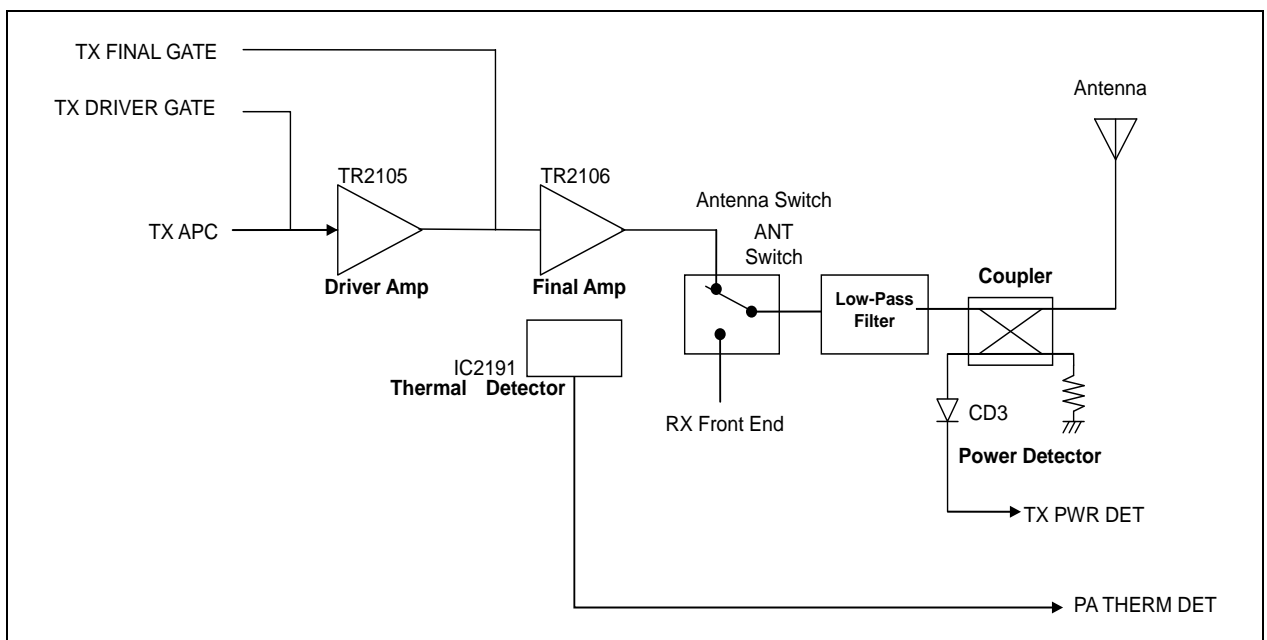 TX FINAL GATE
TX DRIVER GATE
Antenna
TR2105
TR2106
Antenna Switch
ANT
Switch
TX APC
Driver Amp
Final Amp
Coupler
Low-Pass
Filter
IC2191
Thermal Detector
RX Front End
CD3
Power Detector
TX PWR DET
PA THERM DET